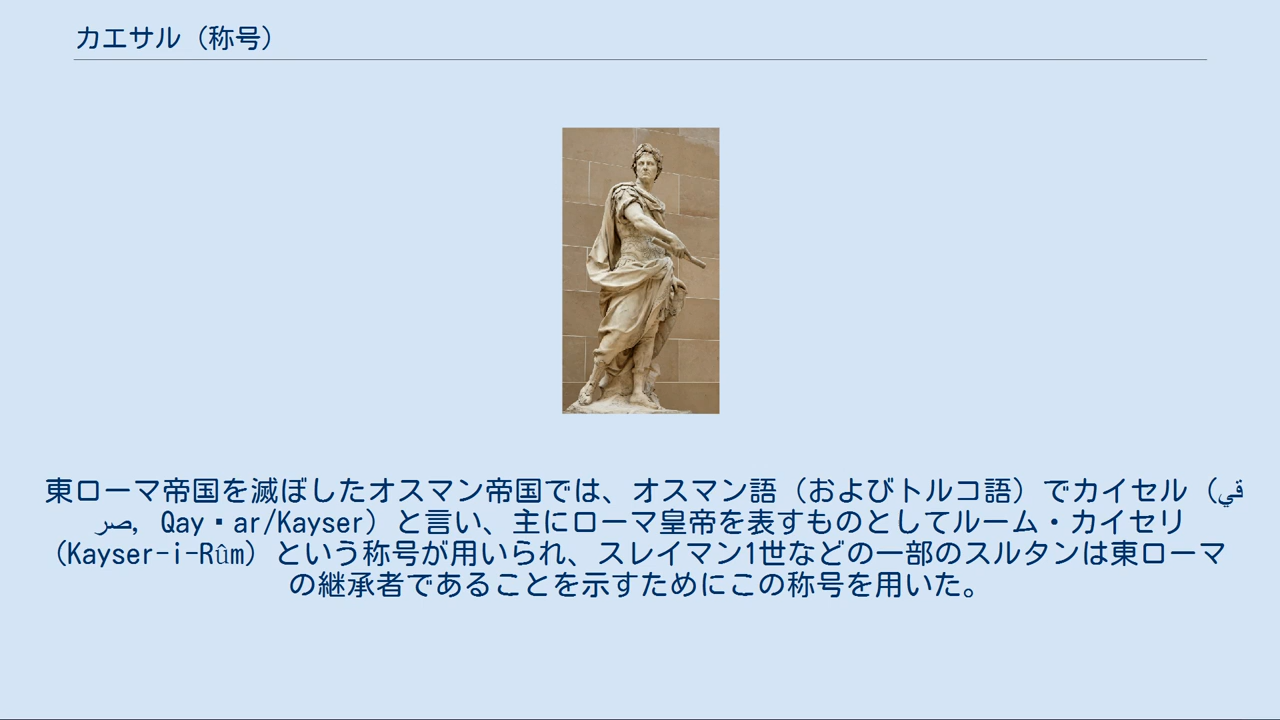 カエサル（称号）
東ローマ帝国を滅ぼしたオスマン帝国では、オスマン語（およびトルコ語）でカイセル（قي
صر, Qay▪ar/Kayser）と言い、主にローマ皇帝を表すものとしてルーム・カイセリ
（Kayser-i-Rûm）という称号が用いられ、スレイマン1世などの一部のスルタンは東ローマ
の継承者であることを示すためにこの称号を用いた。